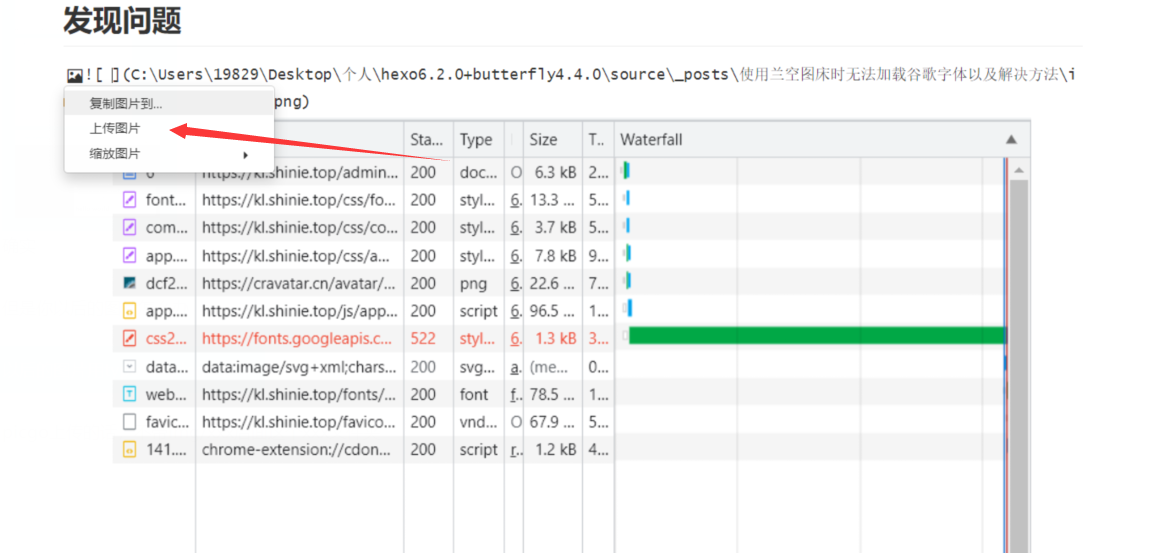 发现问题
![ ](C:\Users\19829\Desktop\个人\hexo6.2.0+butterfly4.4.0\source\_posts\使用兰空图床时无法加载谷歌字体以及解决方法\i
png)
复制图片到...
上传图片
缩放图片
Sta... Type Size T.. Waterfall
https://kl.shinie.top/admin... 200 doc... O 6.3 kB 2...
font... https://kl.shinie.top/css/fo... 200 styl... 6. 13.3 ... 5...
com... https://kl.shinie.top/css/co... 200 styl... 6. 3.7 kB 5...
app.... https://kl.shinie.top/css/a... 200 styl... 6. 7.8 kB 9...
dcf2... https://cravatar.cn/avatar/... 200 png 6. 22.6 ... 7...
app.... https://kl.shinie.top/js/app... 200 script 6. 96.5 ... 1...
css2... https://fonts.googleapis.c... 522 styl... 6. 1.3 kB 3...
data... data:image/svg+xml;chars... 200 svg... a. (me... 0...
web... https://kl.shinie.top/fonts/... 200 font f.. 78.5 ... 1...
favic... https://kl.shinie.top/favico... 200 vnd... O 67.9 ... 5...
141.... chrome-extension://cdon... 200 script r.. 1.2 kB 4...